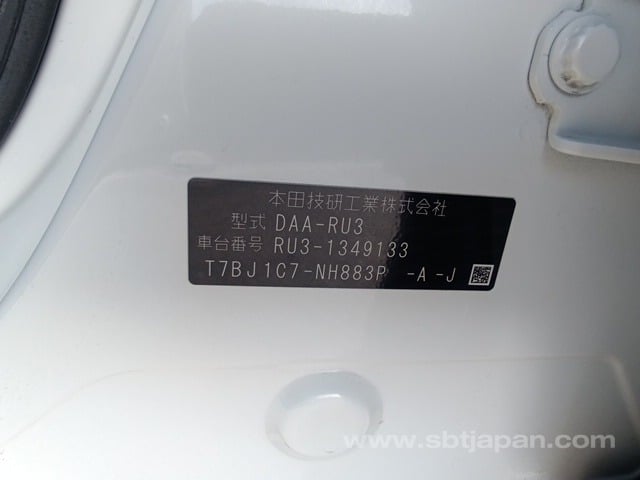 本田技研工業株式会社
型式 DAA-RU3
車台番号 RU3-1349133
T7BJ1C7-NH883P -A -J
www.sbtjapan.com